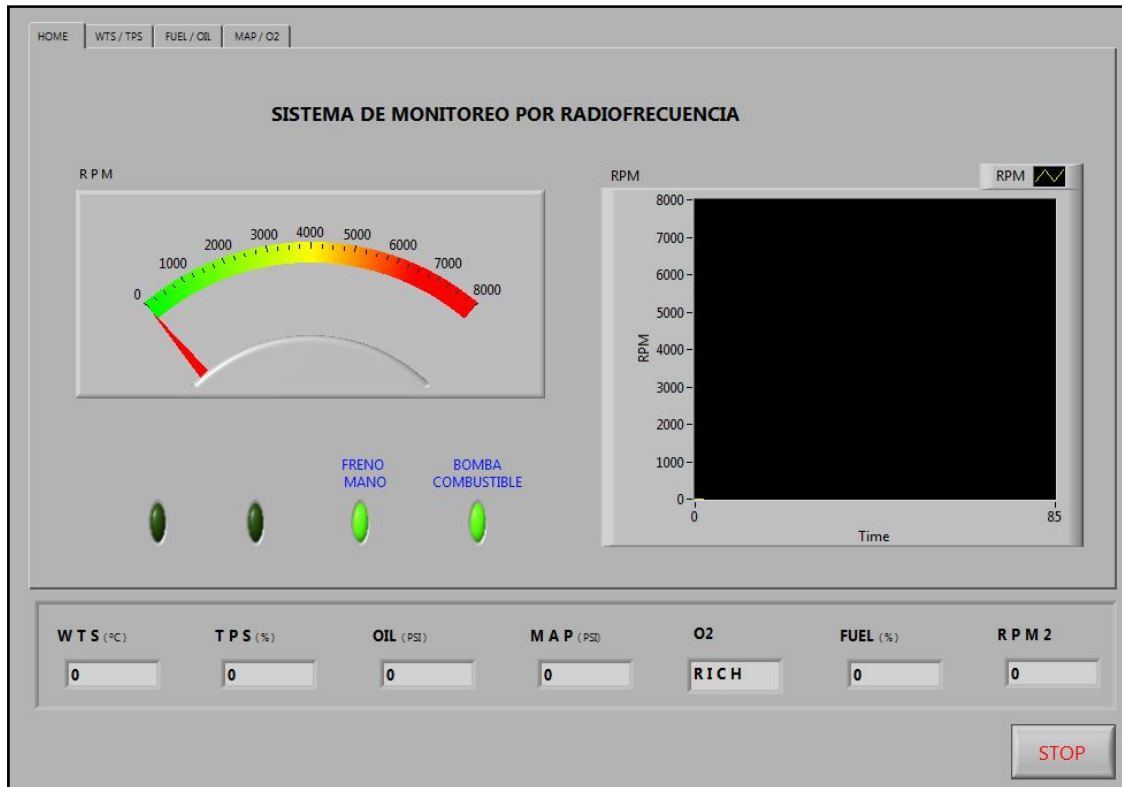 HOME
WTS / TPS
FUEL / OIL
MAP / O2
SISTEMA DE MONITOREO POR RADIOFRECUENCIA
R P M
0
1000
2000
3000
4000
5000
6000
7000
8000
RPM
RPM
8000
7000
6000
5000
4000
3000
2000
1000
0
RPM
0
85
Time
FRENO
MANO
BOMBA
COMBUSTIBLE
W T S (ºC)
T P S (%)
OIL (PSI)
M A P (PSI)
O2
FUEL (%)
R P M 2
0
0
0
0
R I C H
0
0
STOP